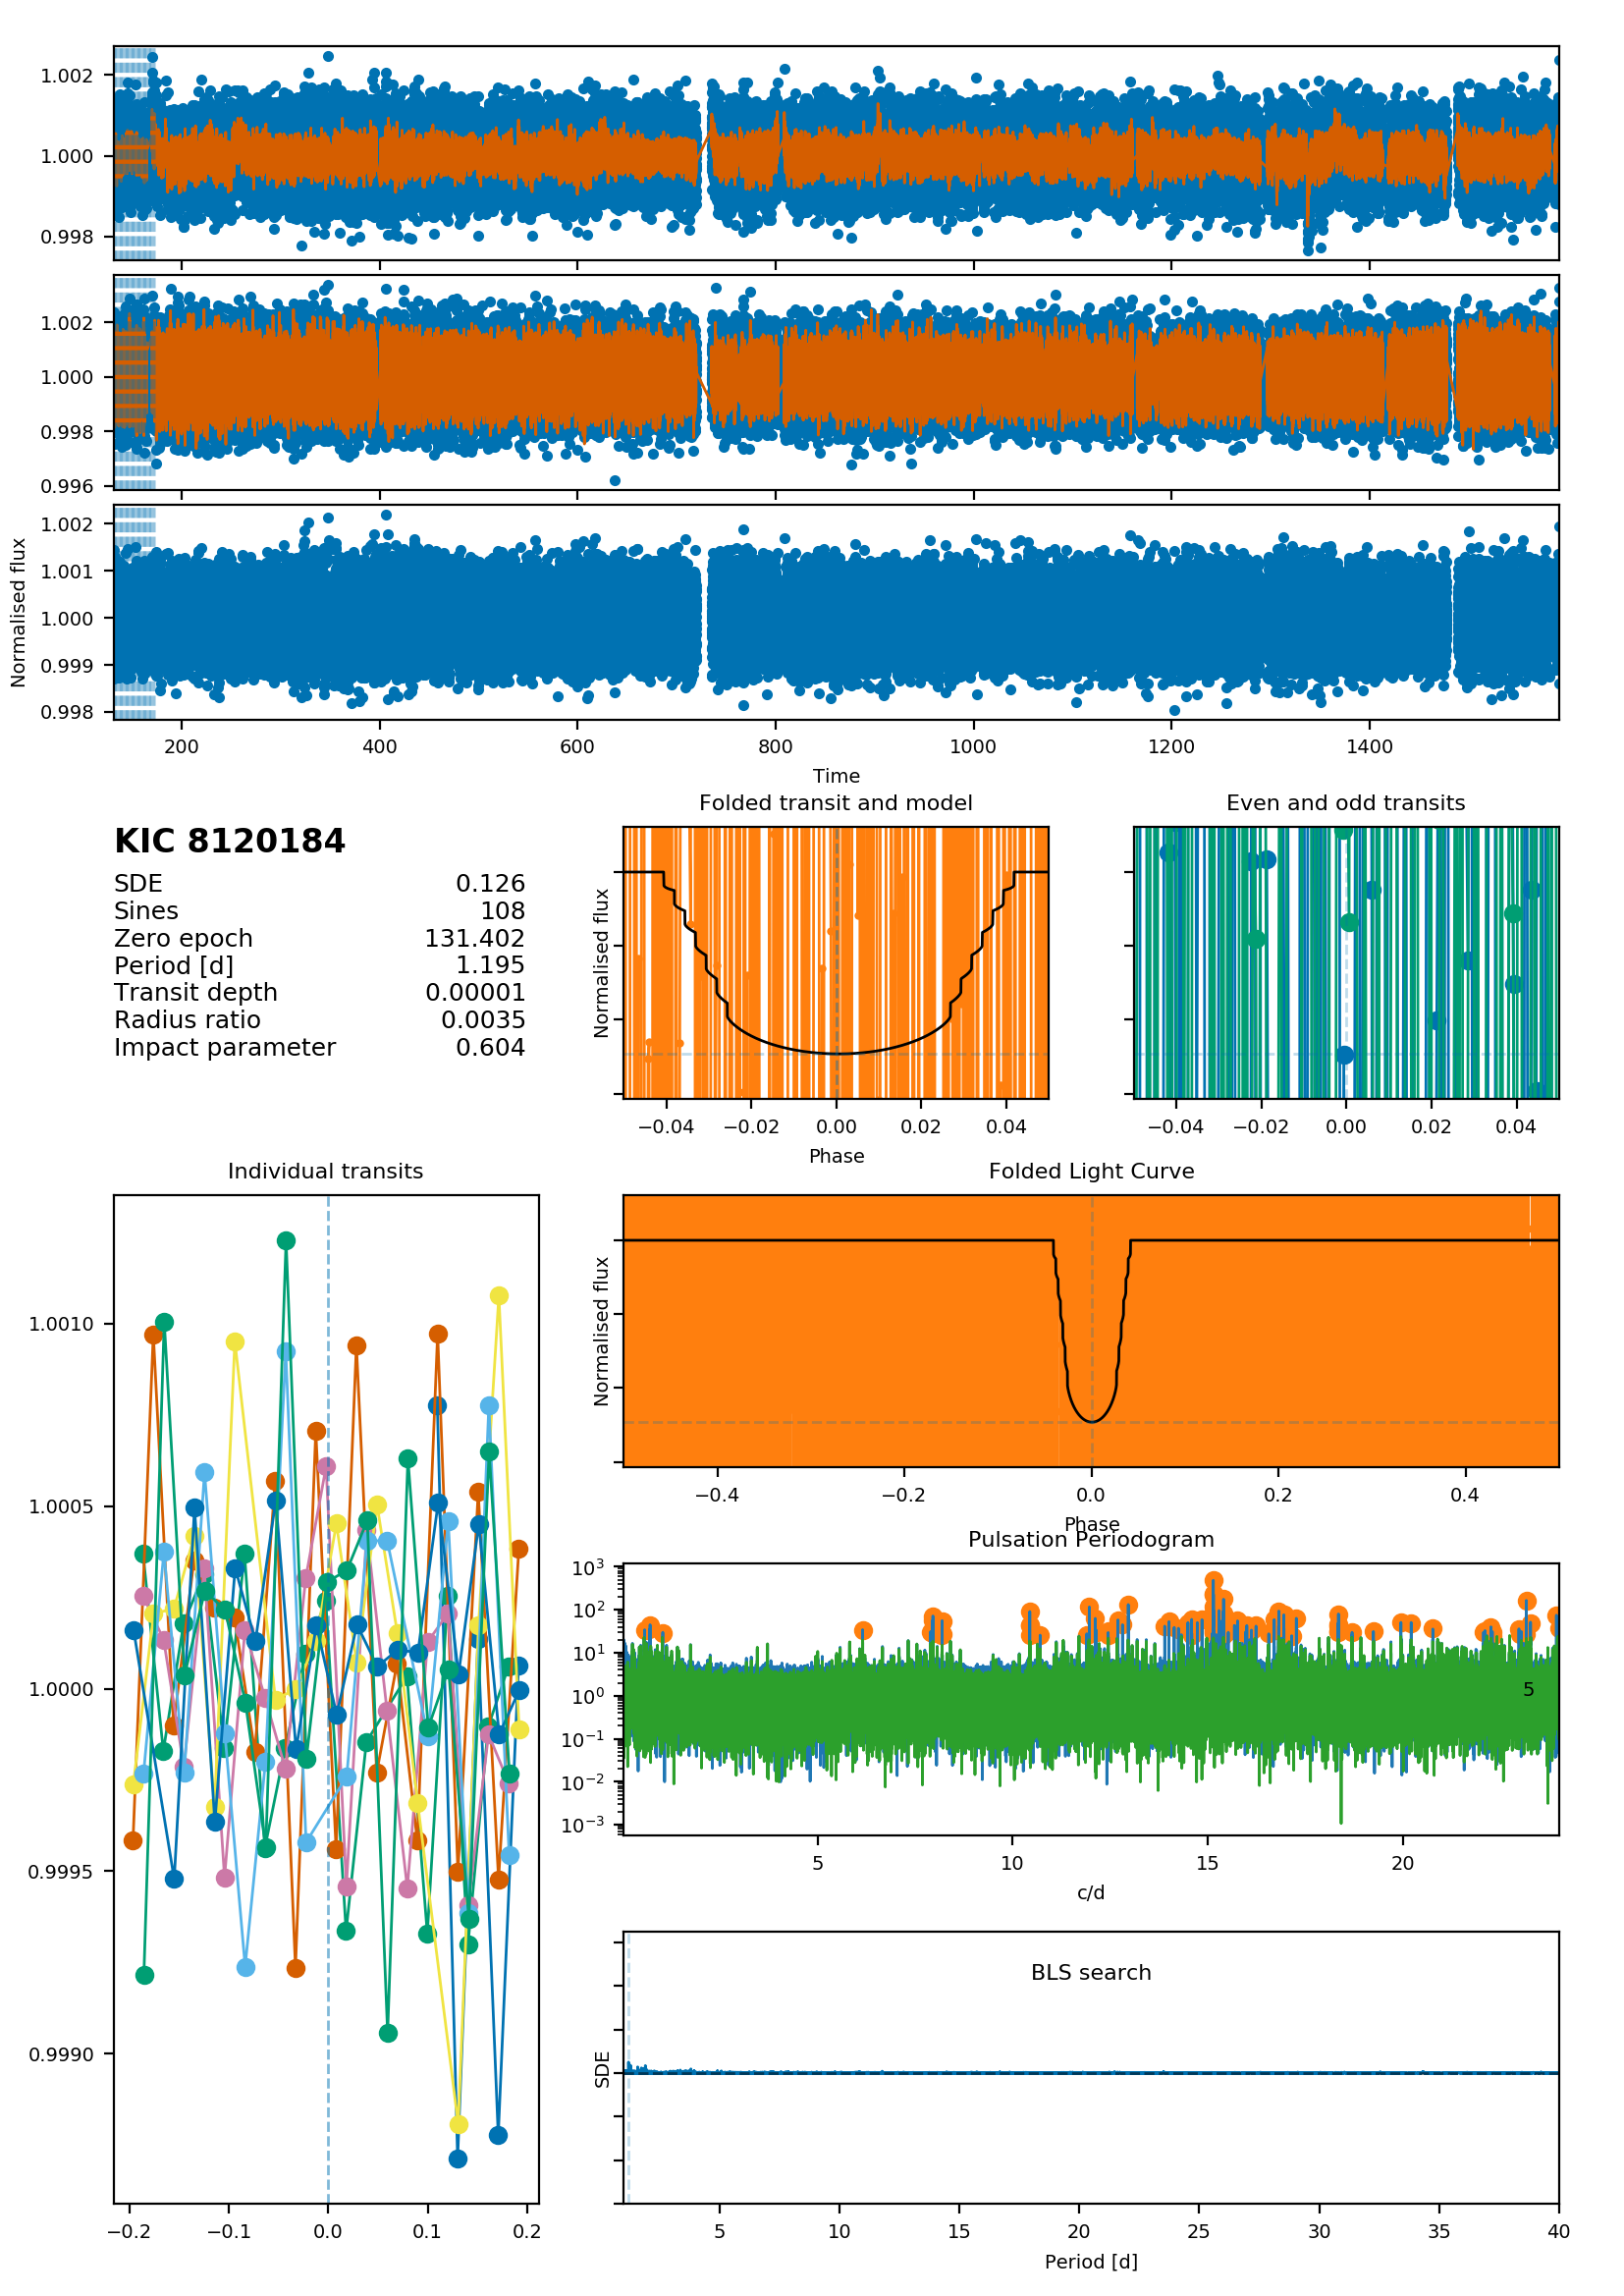 1.002
1.000
0.998
1.002
1.000
0.998
0.996
1.002
1.001
1.000
0.999
0.998
Normalised flux
200 400 600 800 1000 1200 1400
Time
KIC 8120184
SDE 0.126
Sines 108
Zero epoch 131.402
Period [d] 1.195
Transit depth 0.00001
Radius ratio 0.0035
Impact parameter 0.604
Folded transit and model
Normalised flux
−0.04 −0.02 0.00 0.02 0.04
Phase
Even and odd transits
−0.04 −0.02 0.00 0.02 0.04
Individual transits
1.0010
1.0005
1.0000
0.9995
0.9990
−0.2 −0.1 0.0 0.1 0.2
Folded Light Curve
Normalised flux
−0.4 −0.2 0.0 0.2 0.4
Phase
Pulsation Periodogram
10³
10²
10¹
10⁰
10⁻¹
10⁻²
10⁻³
5
5 10 15 20
c/d
BLS search
SDE
5 10 15 20 25 30 35 40
Period [d]